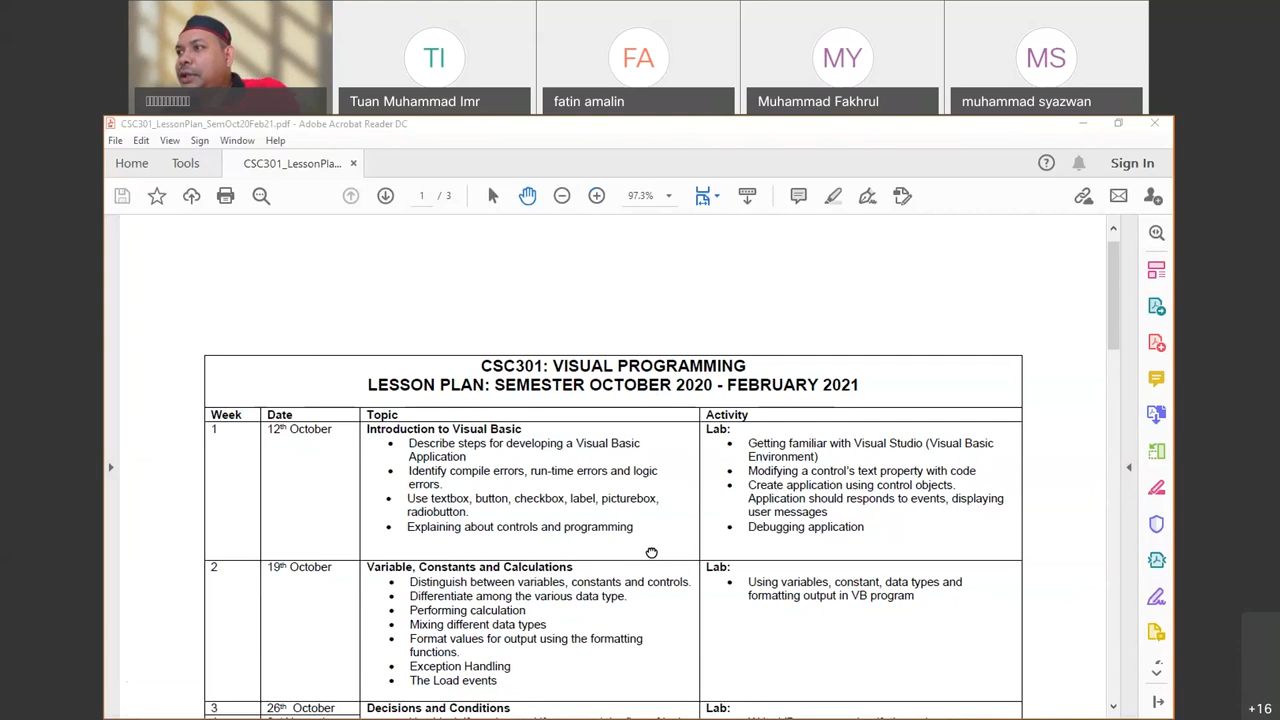 TI
FA
MY
MS
Tuan Muhammad Imr
fatin amalin
Muhammad Fakhrul
muhammad syazwan
CSC301_LessonPlan_SemOct20Feb21.pdf - Adobe Acrobat Reader DC
File Edit View Sign Window Help
Home Tools CSC301_LessonPla... × Sign In
1 / 3 97.3%
CSC301: VISUAL PROGRAMMING
LESSON PLAN: SEMESTER OCTOBER 2020 - FEBRUARY 2021
Week Date Topic Activity
1 12th October Introduction to Visual Basic
• Describe steps for developing a Visual Basic
Application
• Identify compile errors, run-time errors and logic
errors.
• Use textbox, button, checkbox, label, picturebox,
radiobutton.
• Explaining about controls and programming
Lab:
• Getting familiar with Visual Studio (Visual Basic
Environment)
• Modifying a control's text property with code
• Create application using control objects.
Application should responds to events, displaying
user messages
• Debugging application
2 19th October Variable, Constants and Calculations
• Distinguish between variables, constants and controls.
• Differentiate among the various data type.
• Performing calculation
• Mixing different data types
• Format values for output using the formatting
functions.
• Exception Handling
• The Load events
Lab:
• Using variables, constant, data types and
formatting output in VB program
3 26th October Decisions and Conditions Lab:
+16